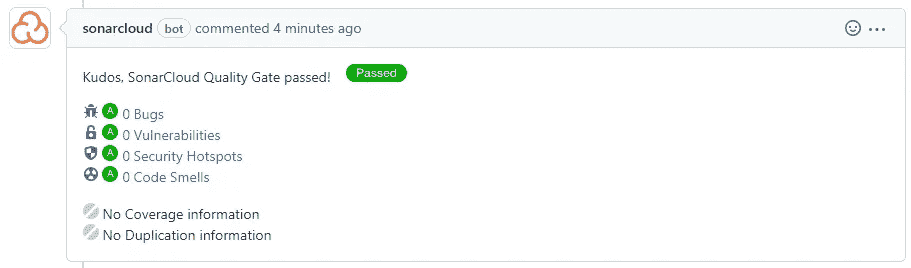 sonarcloud bot commented 4 minutes ago
Kudos, SonarCloud Quality Gate passed! Passed
A 0 Bugs
A 0 Vulnerabilities
A 0 Security Hotspots
A 0 Code Smells
No Coverage information
No Duplication information